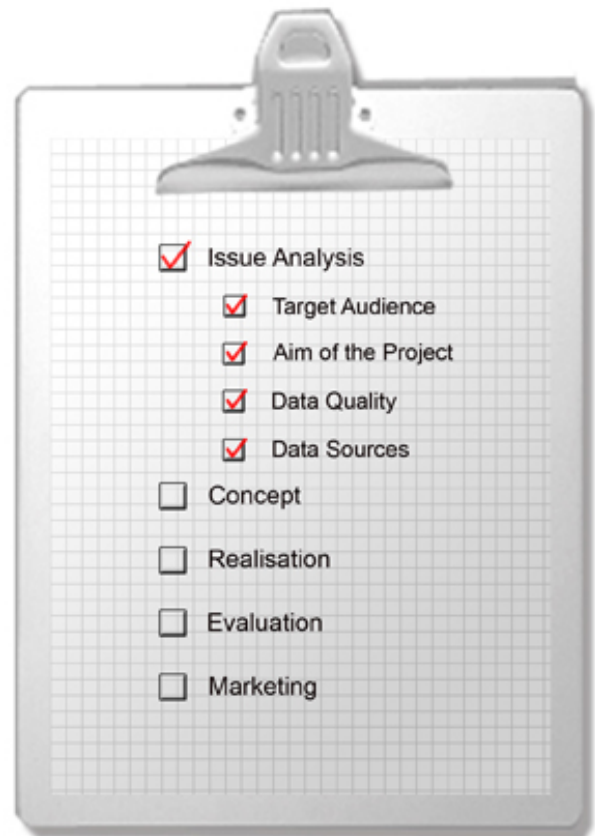 Issue Analysis
Target Audience
Aim of the Project
Data Quality
Data Sources
Concept
Realisation
Evaluation
Marketing